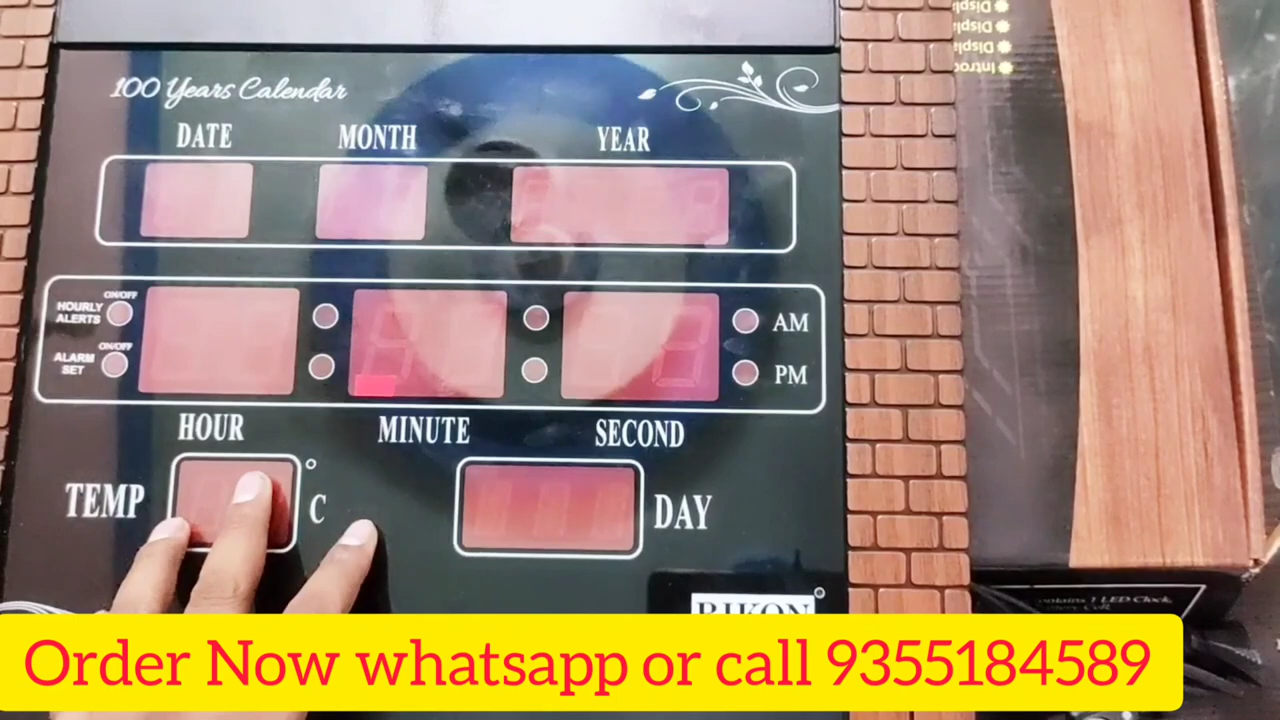 100 Years Calendar
DATE MONTH YEAR
ON/OFF
HOURLY
ALERTS
AM
ON/OFF
ALARM
SET
PM
HOUR MINUTE SECOND
TEMP °C DAY
RIKON
Order Now whatsapp or call 9355184589